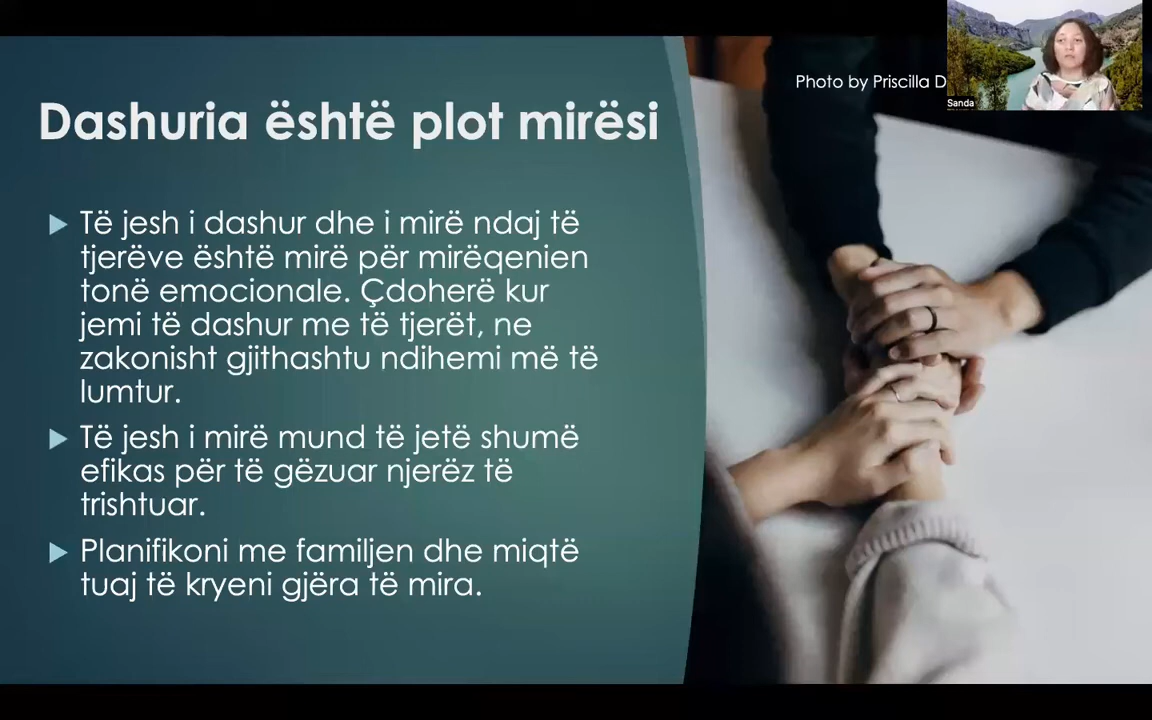 Photo by Priscilla D
Sanda
Dashuria është plot mirësi
Të jesh i dashur dhe i mirë ndaj të
tjerëve është mirë për mirëqenien
tonë emocionale. Çdoherë kur
jemi të dashur me të tjerët, ne
zakonisht gjithashtu ndihemi më të
lumtur.
Të jesh i mirë mund të jetë shumë
efikas për të gëzuar njerëz të
trishtuar.
Planifikoni me familjen dhe miqtë
tuaj të kryeni gjëra të mira.